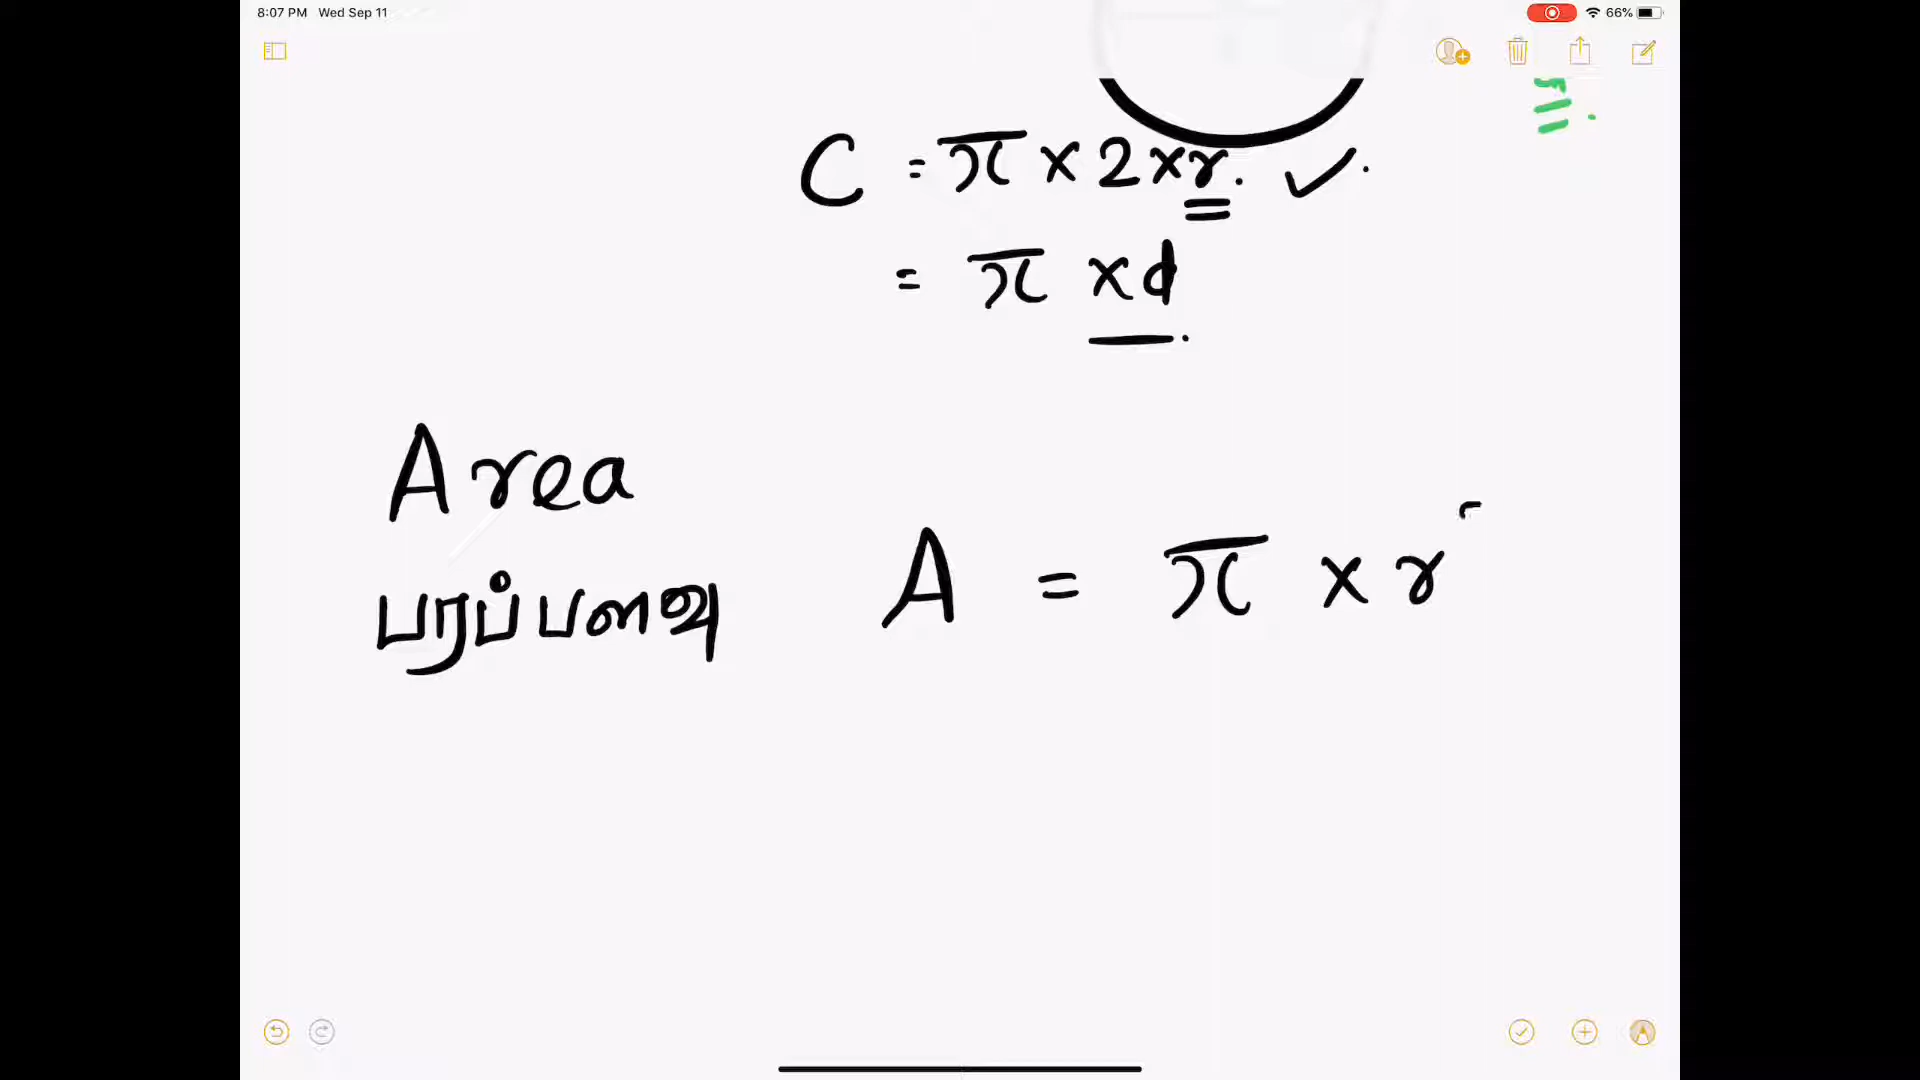 8:07 PM Wed Sep 11 66%
C = π × 2 × r.
= π × d
Area
பரப்பளவு
A = π × r